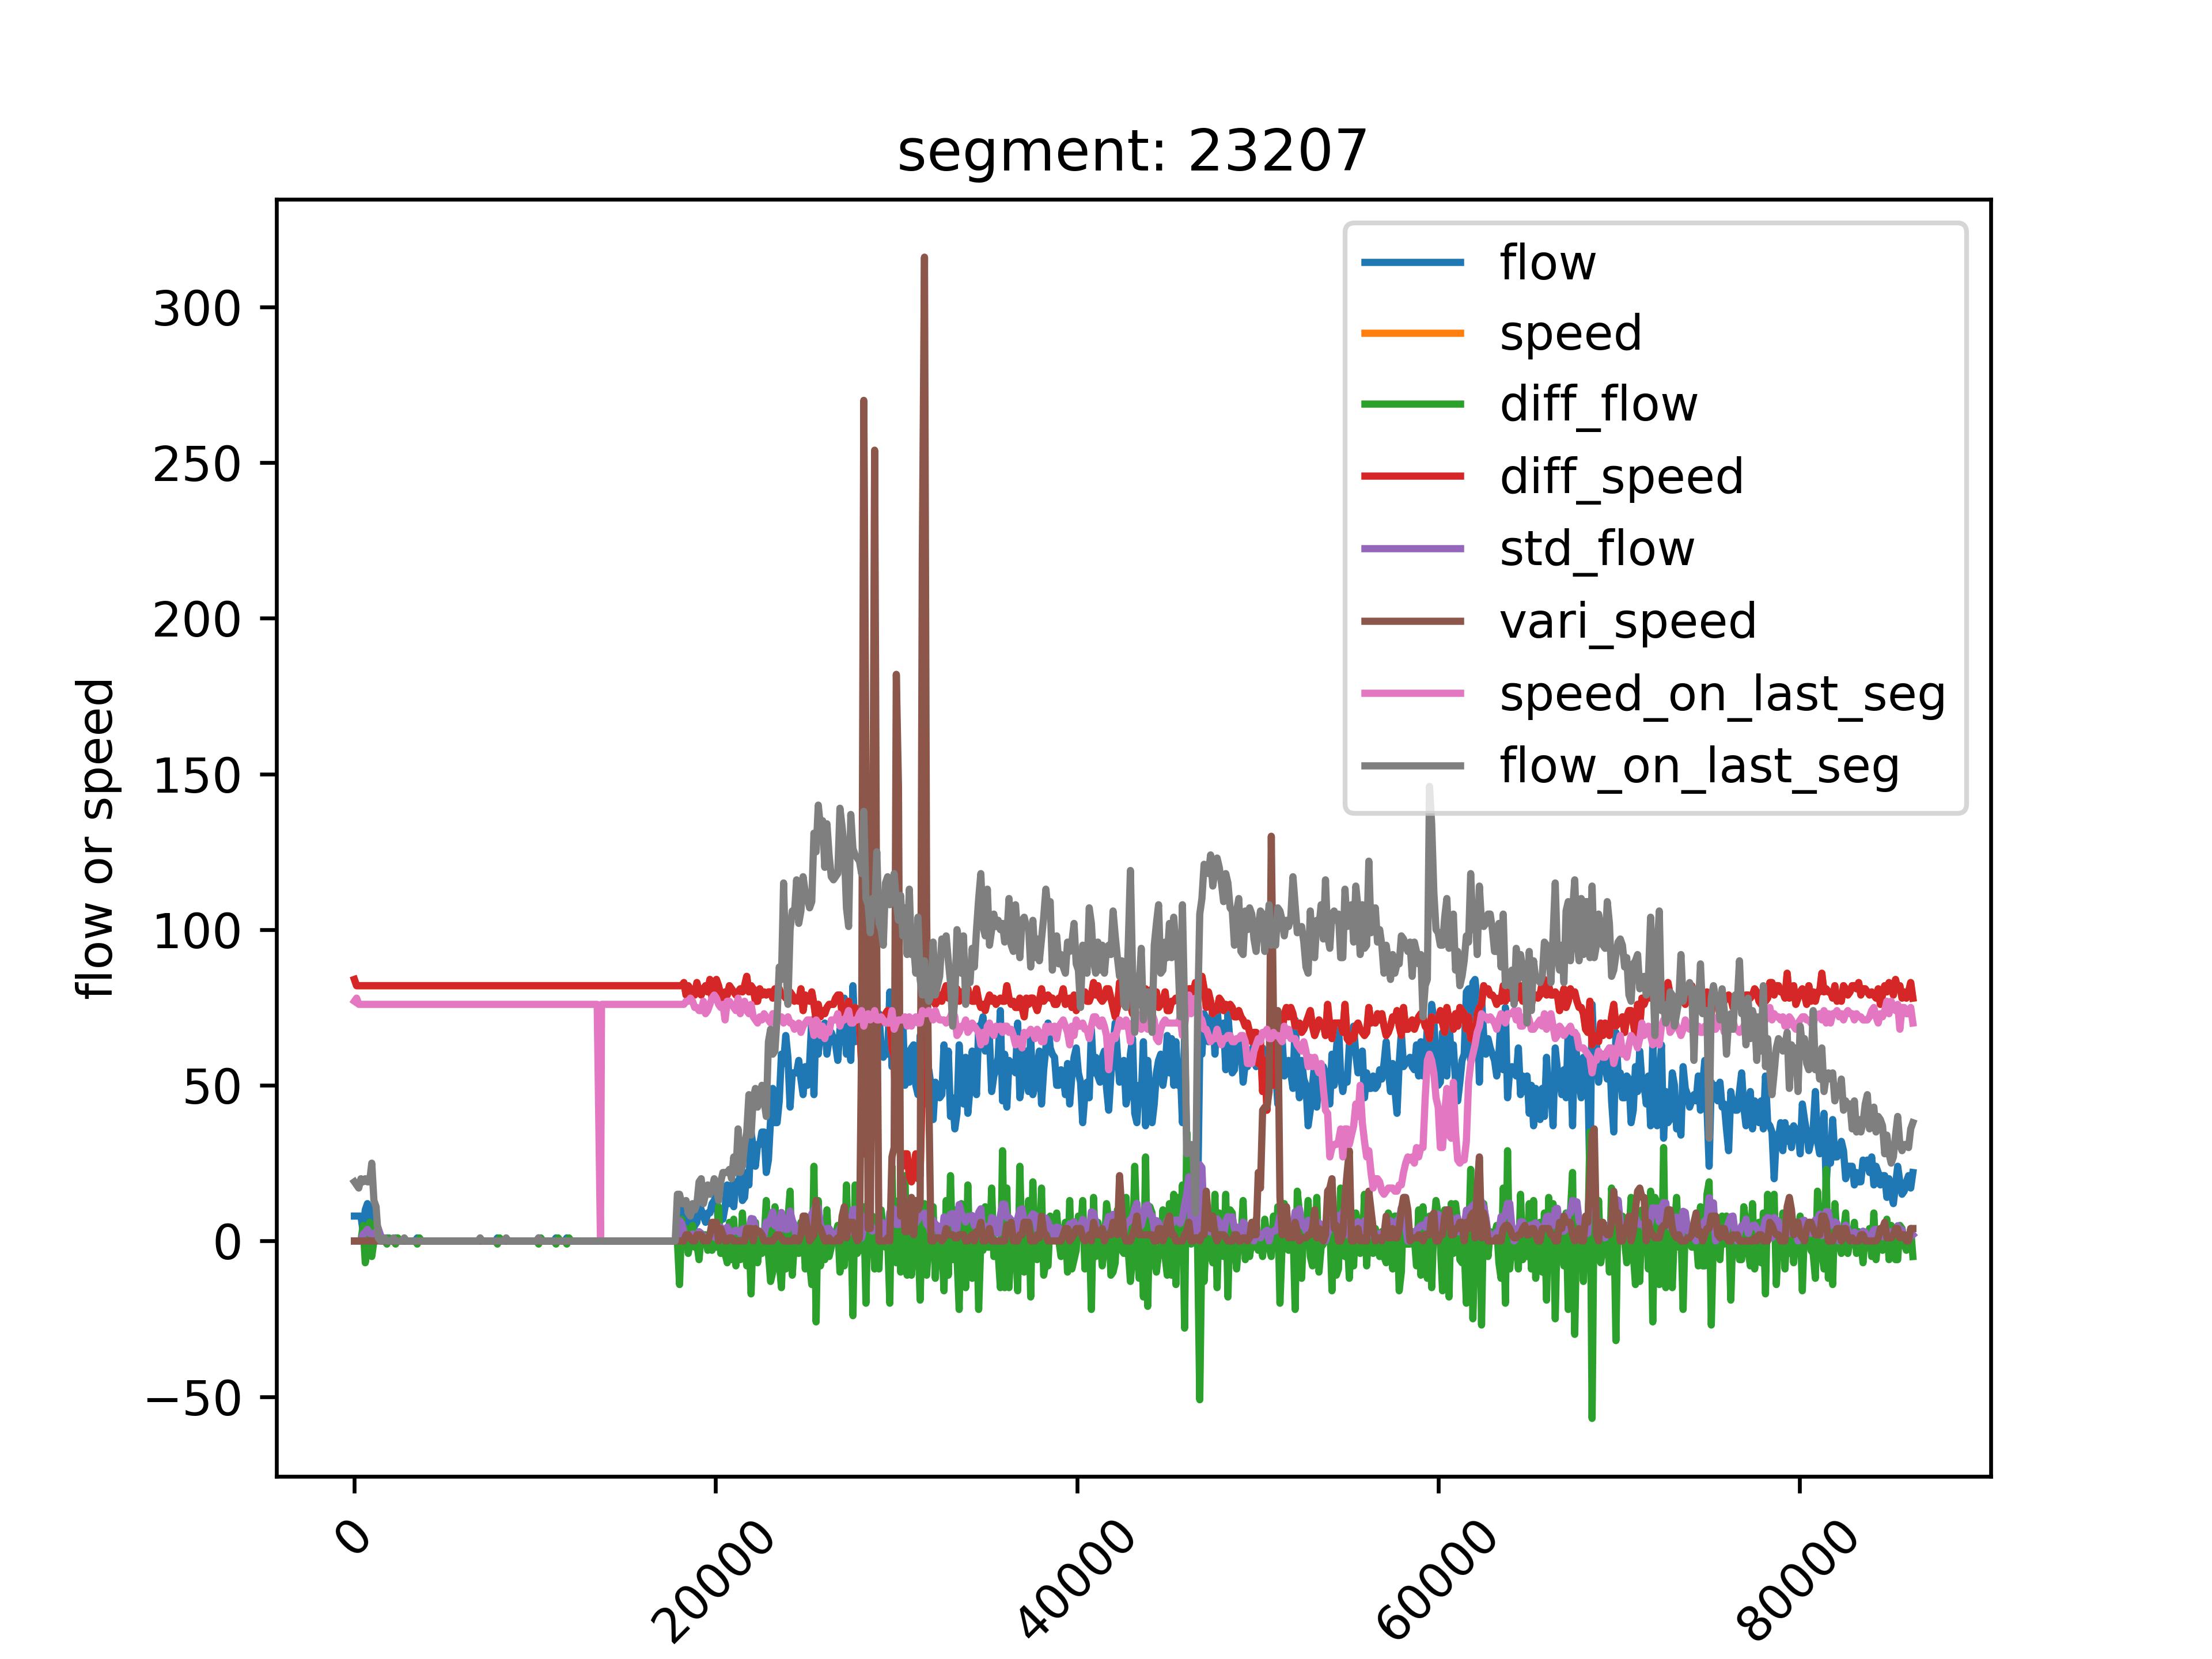 segment: 23207
flow or speed
300
250
200
150
100
50
0
−50
0
20000
40000
60000
80000
flow
speed
diff_flow
diff_speed
std_flow
vari_speed
speed_on_last_seg
flow_on_last_seg